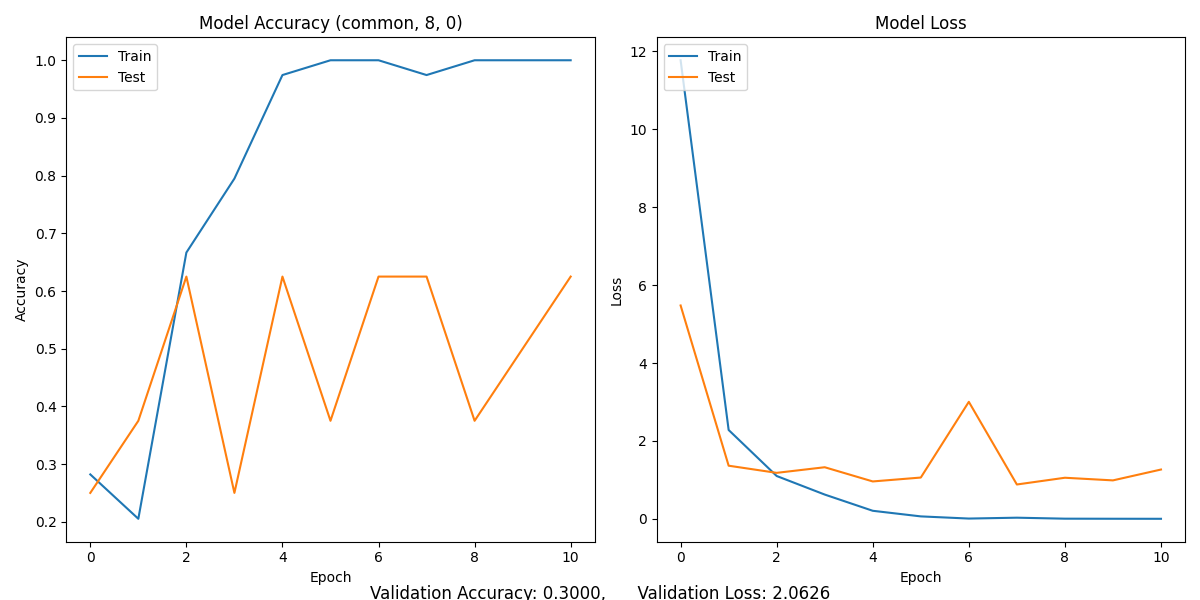 Model Accuracy (common, 8, 0)
Train
Test
1.0
0.9
0.8
0.7
0.6
0.5
0.4
0.3
0.2
Accuracy
0 2 4 6 8 10
Epoch
Model Loss
Train
Test
12
10
8
6
4
2
0
Loss
0 2 4 6 8 10
Epoch
Validation Accuracy: 0.3000, Validation Loss: 2.0626